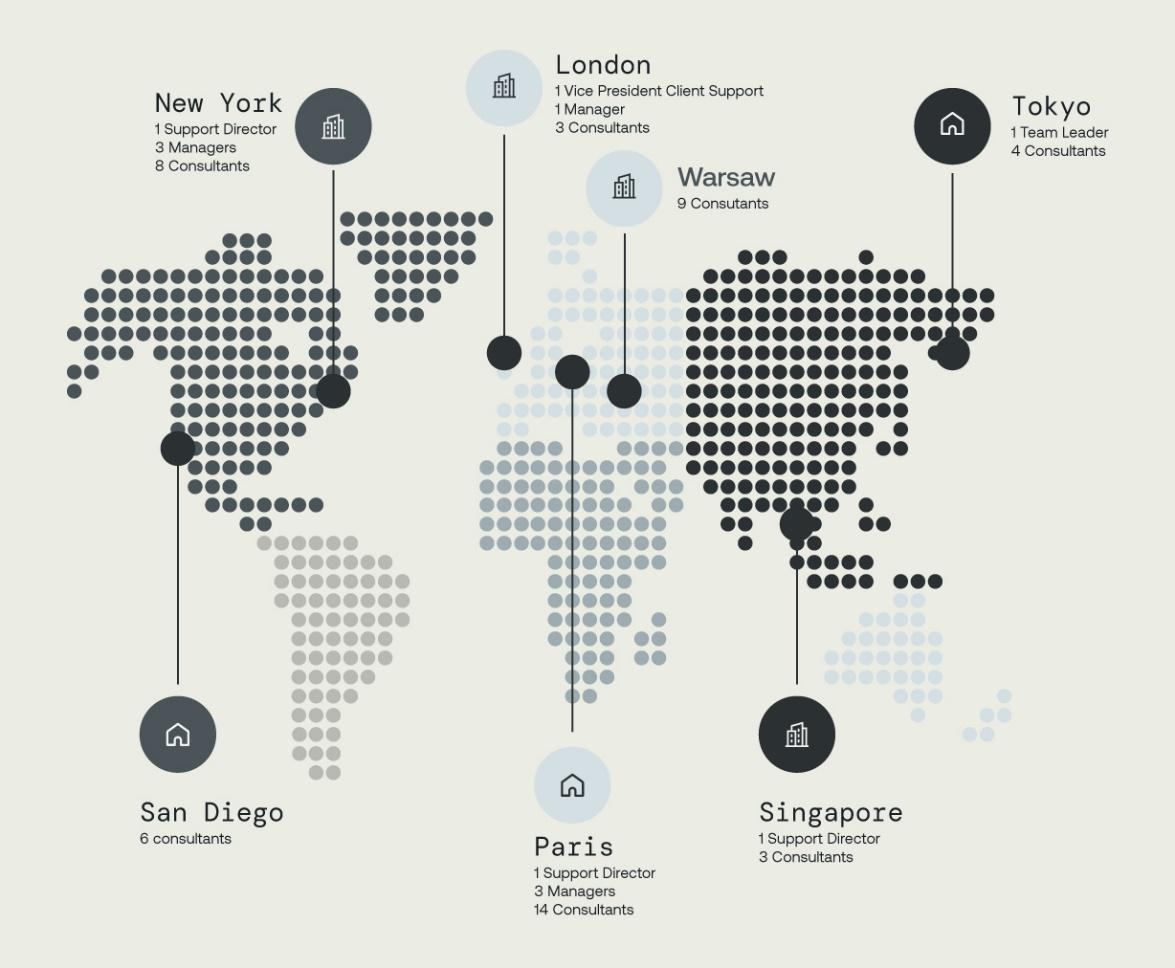 London
1 Vice President Client Support
1 Manager
3 Consultants
New York
1 Support Director
3 Managers
8 Consultants
Tokyo
1 Team Leader
4 Consultants
Warsaw
9 Consutants
San Diego
6 consultants
Paris
1 Support Director
3 Managers
14 Consultants
Singapore
1 Support Director
3 Consultants